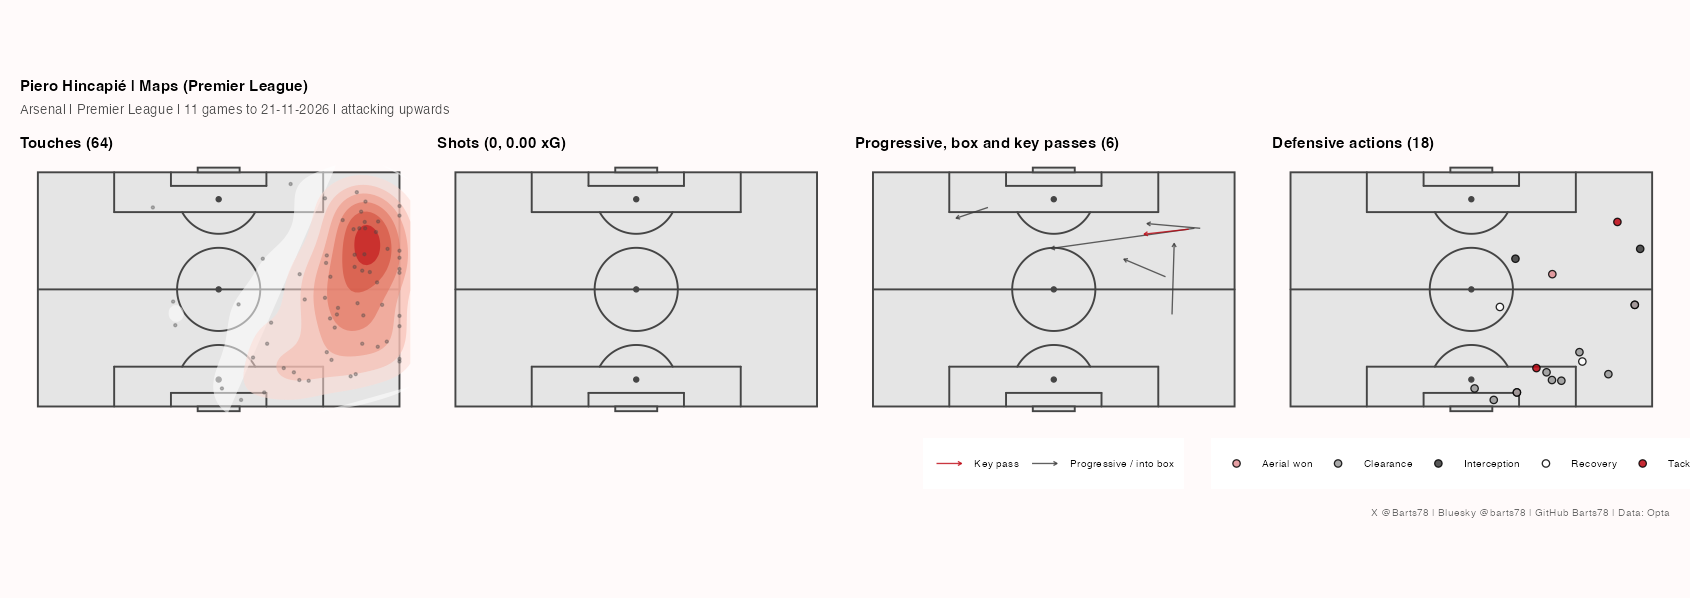 Piero Hincapié | Maps (Premier League)
Arsenal | Premier League | 11 games to 21-11-2026 | attacking upwards
Touches (64)
Shots (0, 0.00 xG)
Progressive, box and key passes (6)
Defensive actions (18)
Key pass
Progressive / into box
Aerial won
Clearance
Interception
Recovery
Tack
X @Barts78 | Bluesky @barts78 | GitHub Barts78 | Data: Opta